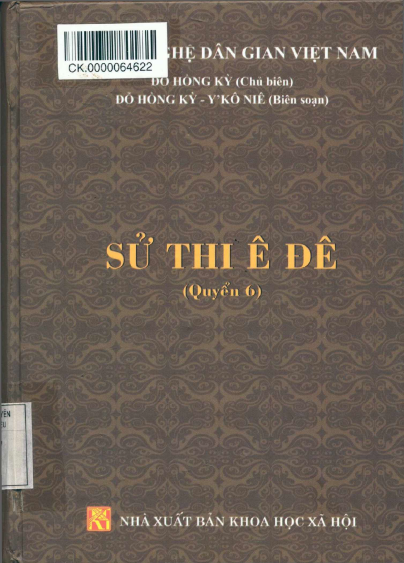 HỆ DÂN GIAN VIỆT NAM
CK.0000064622
ĐỖ HỒNG KỲ (Chủ biên)
ĐỖ HỒNG KỲ - Y'KÔ NIÊ (Biên soạn)
SỬ THI Ê ĐÊ
(Quyển 6)
NHÀ XUẤT BẢN KHOA HỌC XÃ HỘI